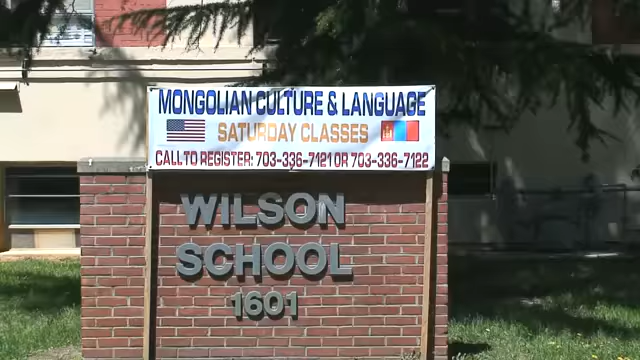 MONGOLIAN CULTURE & LANGUAGE
SATURDAY CLASSES
CALL TO REGISTER: 703-336-7121 OR 703-336-7122
WILSON
SCHOOL
1601